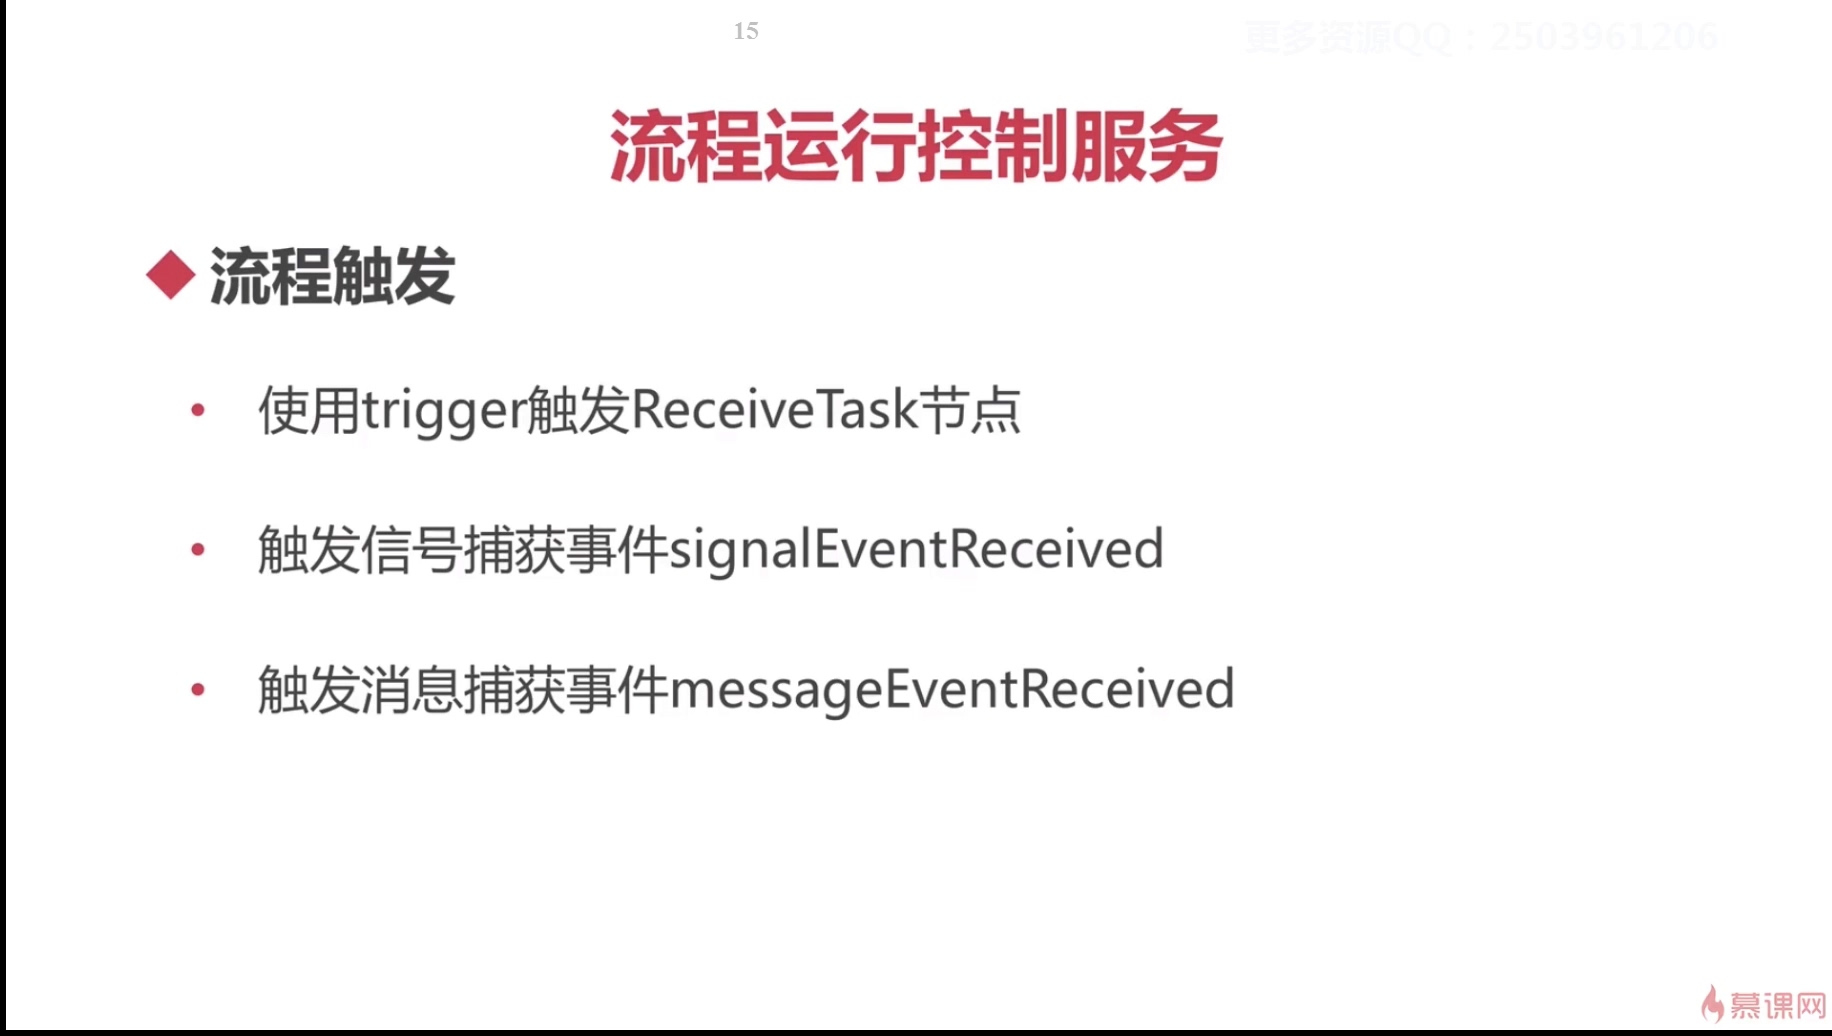 15
更多资源QQ：2503961206
流程运行控制服务
流程触发
• 使用trigger触发ReceiveTask节点
• 触发信号捕获事件signalEventReceived
• 触发消息捕获事件messageEventReceived
慕课网